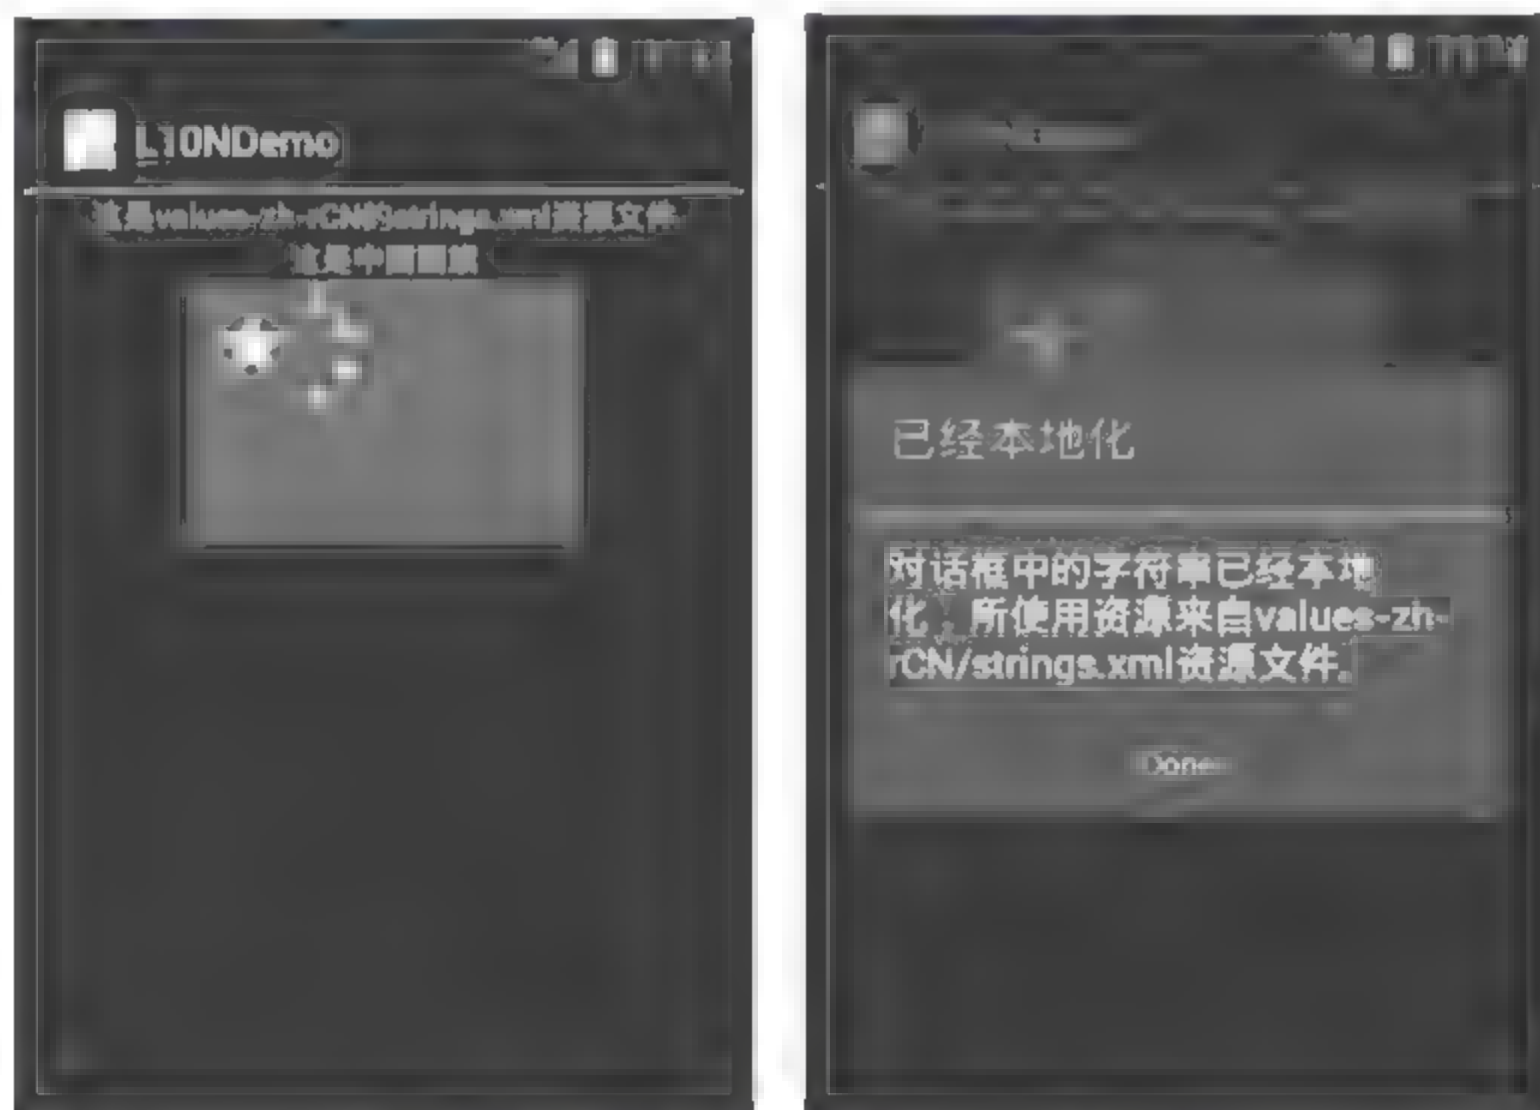 L10NDemo
这是values-zh-rCN的strings.xml资源文件
这是中国国旗
已经本地化
对话框中的字符串已经本地
化！所使用资源来自values-zh-
rCN/strings.xml资源文件。
Done